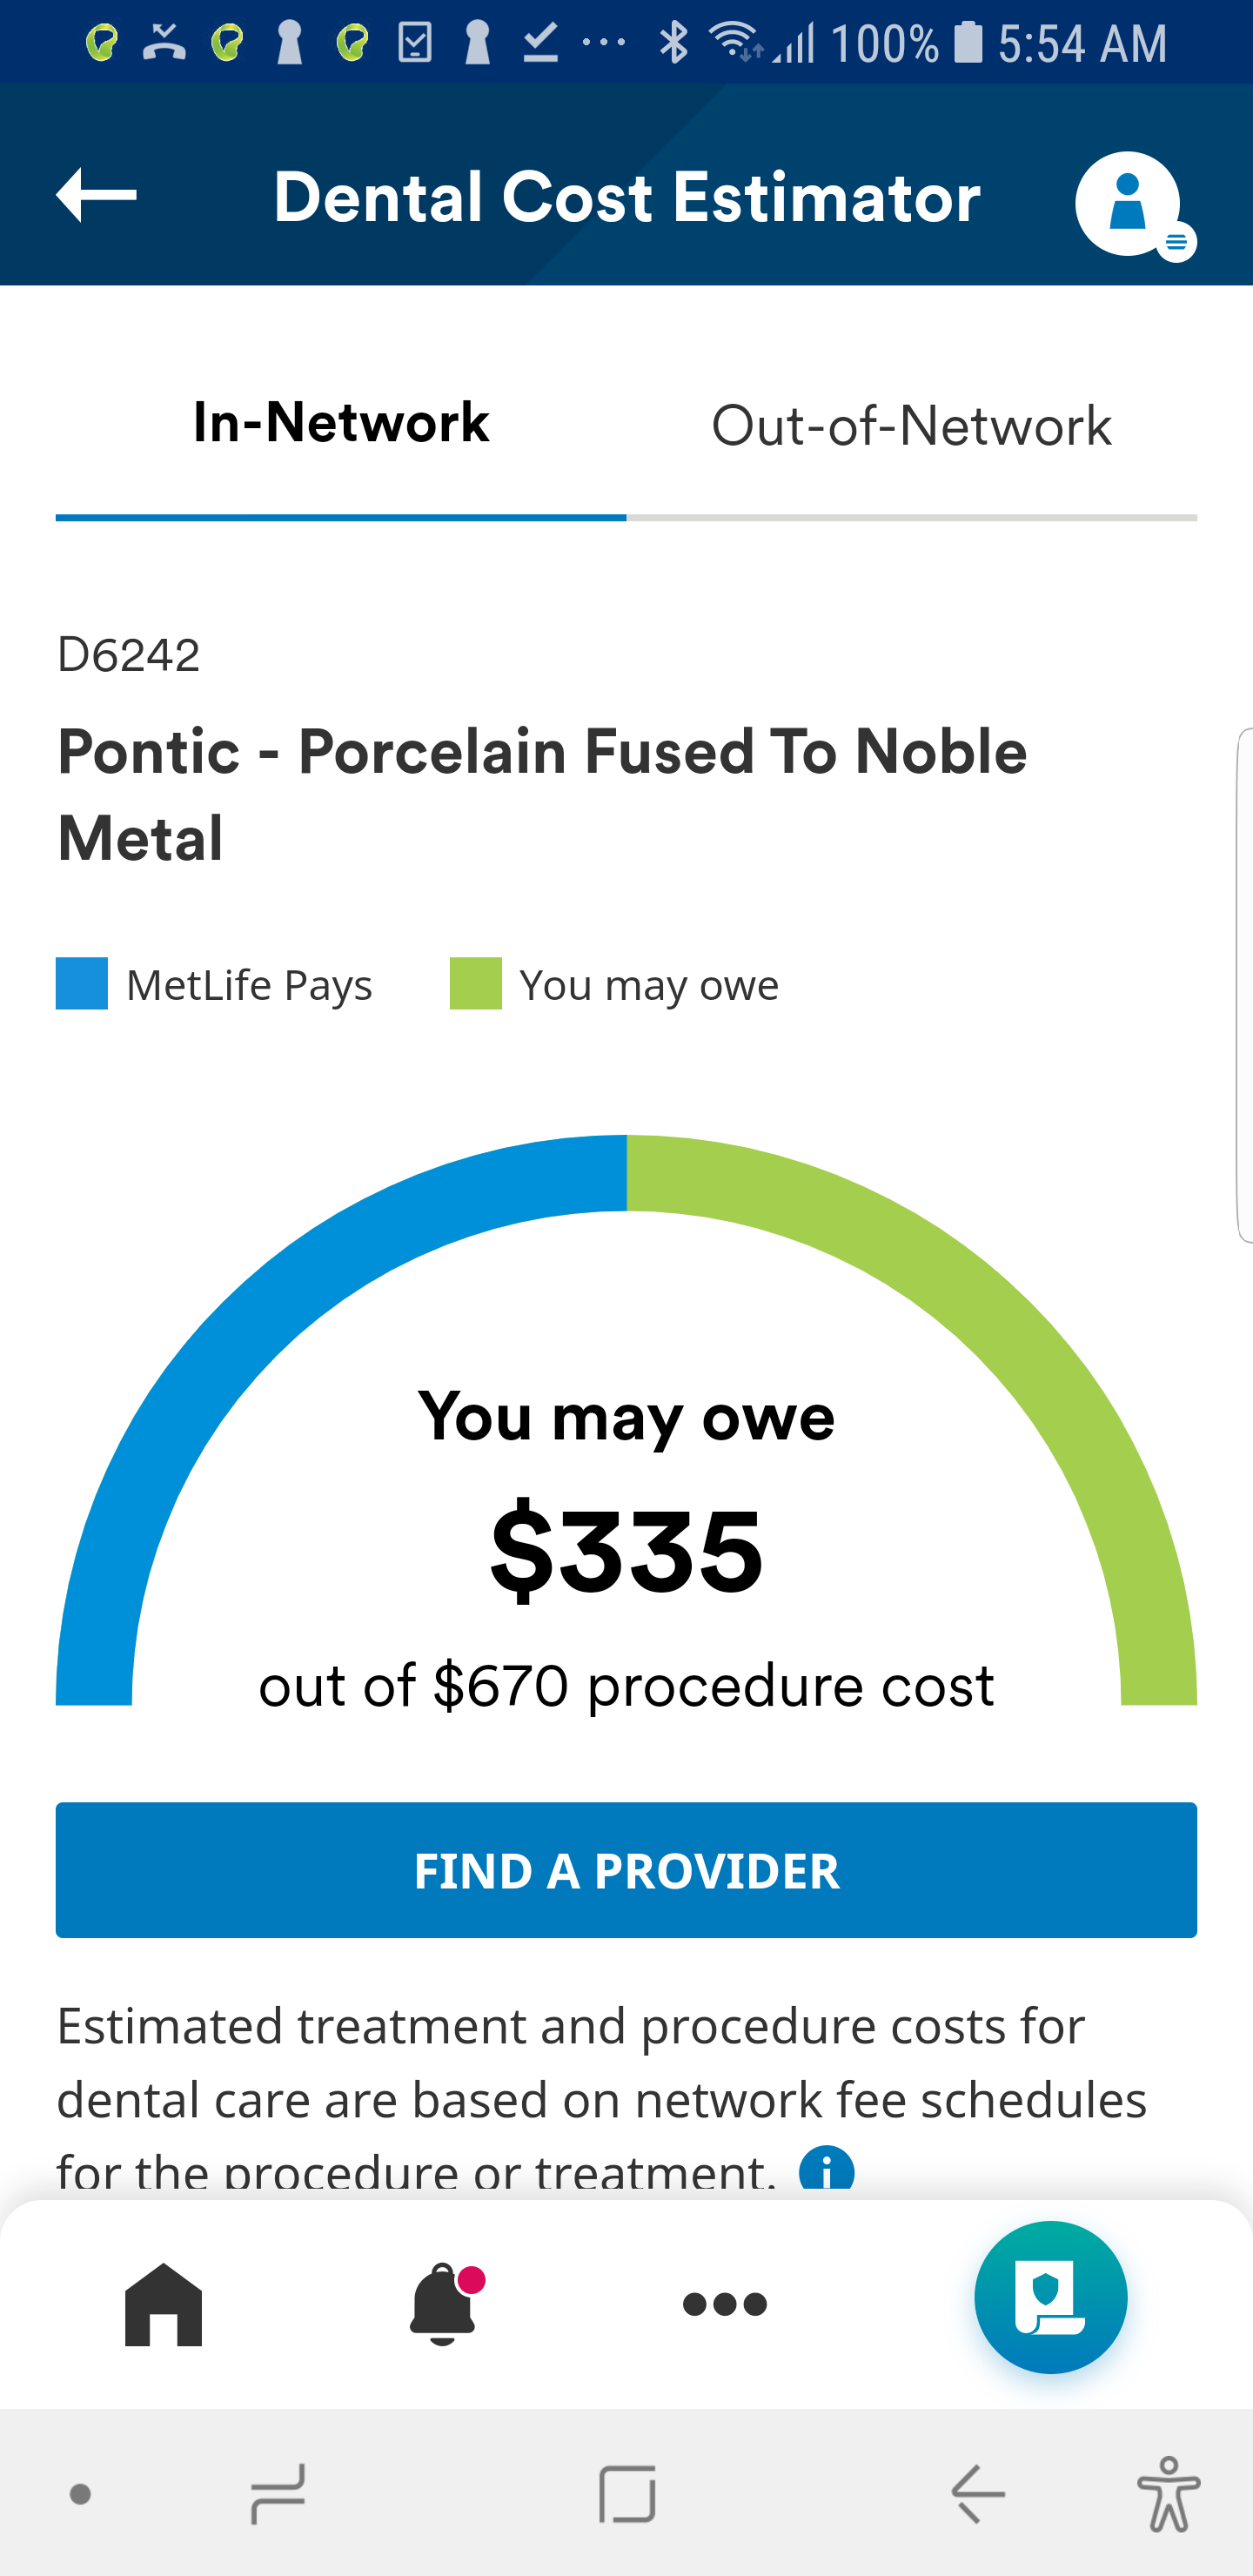 100% 5:54 AM
Dental Cost Estimator
In-Network Out-of-Network
D6242
Pontic - Porcelain Fused To Noble
Metal
MetLife Pays You may owe
You may owe
$335
out of $670 procedure cost
FIND A PROVIDER
Estimated treatment and procedure costs for
dental care are based on network fee schedules
for the procedure or treatment.